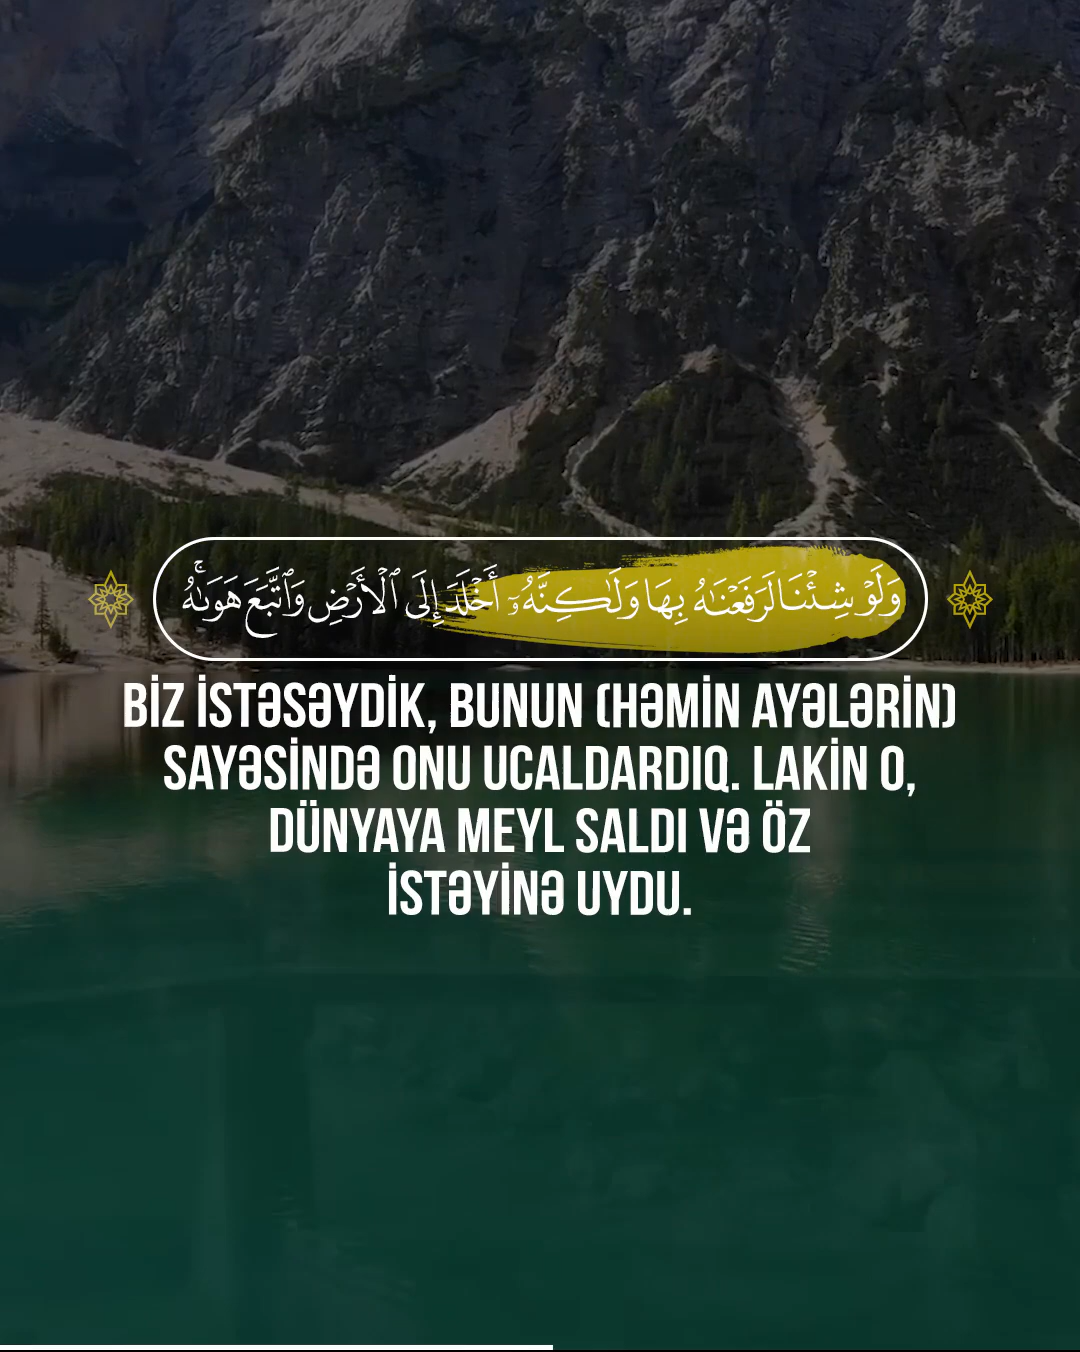 وَلَوْ شِئْنَا لَرَفَعْنَٰهُ بِهَا وَلَٰكِنَّهُۥٓ أَخْلَدَ إِلَى ٱلْأَرْضِ وَٱتَّبَعَ هَوَىٰهُ ۚ
BİZ İSTƏSƏYDİK, BUNUN (HƏMİN AYƏLƏRİN)
SAYƏSİNDƏ ONU UCALDARDIQ. LAKİN O,
DÜNYAYA MEYL SALDI VƏ ÖZ
İSTƏYİNƏ UYDU.